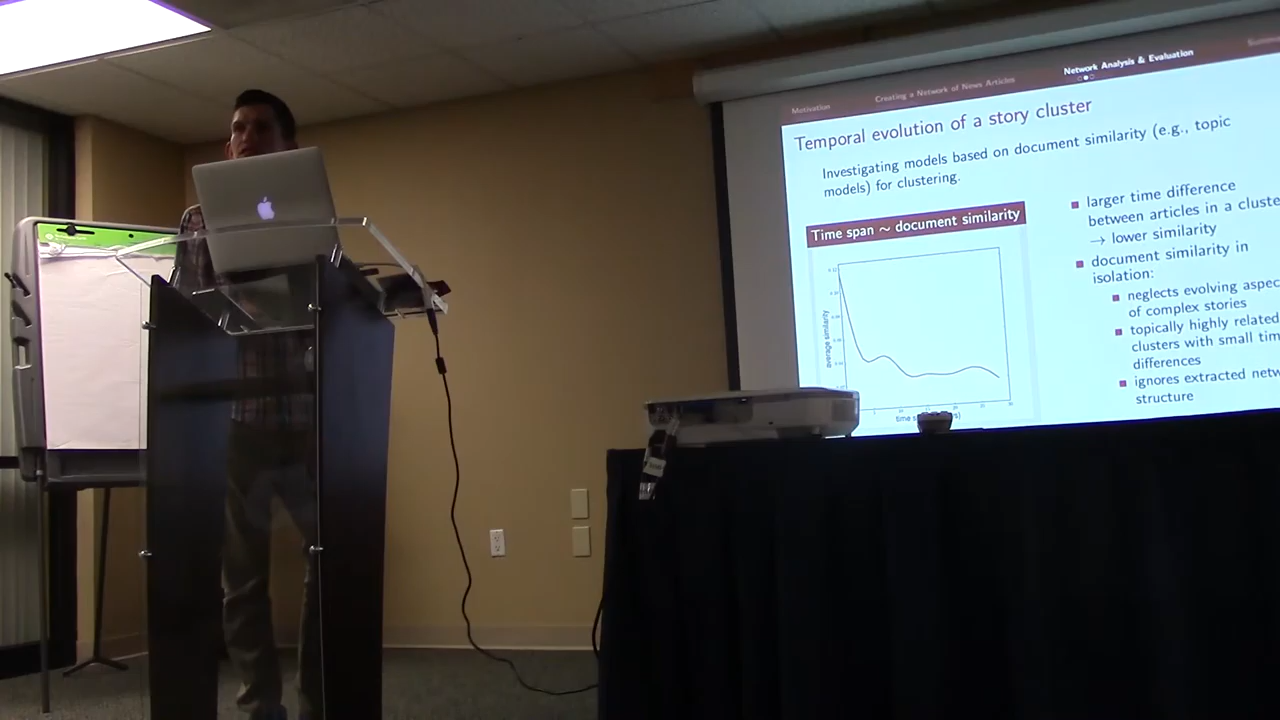 Motivation
Creating a Network of News Articles
Network Analysis & Evaluation
Temporal evolution of a story cluster
Investigating models based on document similarity (e.g., topic
models) for clustering.
Time span ~ document similarity
average similarity
time
larger time difference
between articles in a cluste
→ lower similarity
document similarity in
isolation:
neglects evolving aspec
of complex stories
topically highly related
clusters with small tim
differences
ignores extracted netw
structure